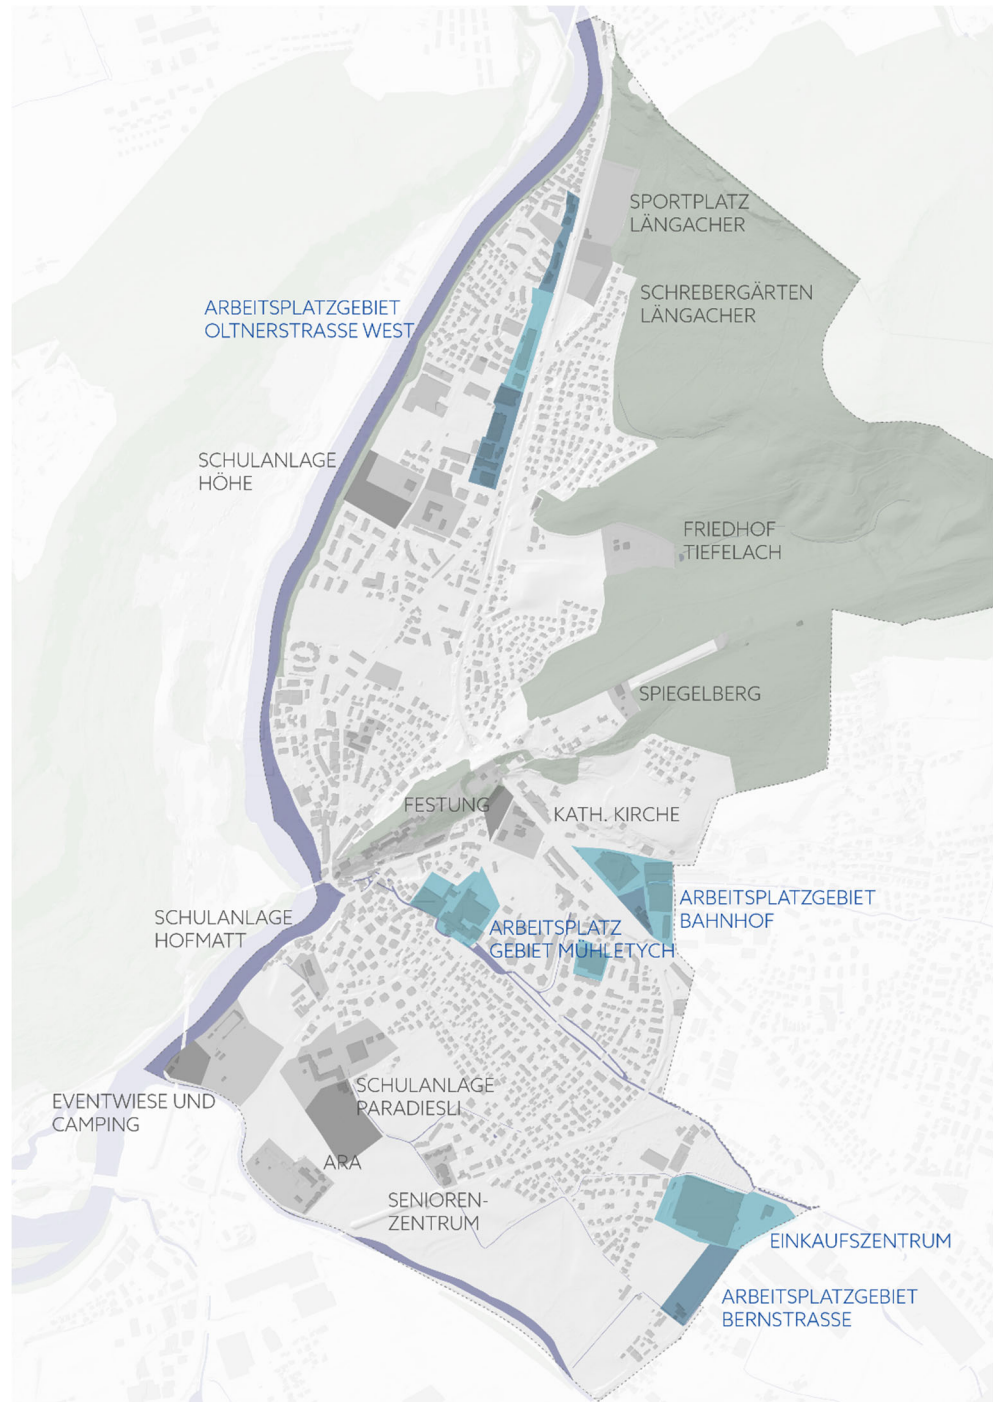 SPORTPLATZ
LÄNGACHER
SCHREBERGÄRTEN
LÄNGACHER
ARBEITSPLATZGEBIET
OLTNERSTRASSE WEST
SCHULANLAGE
HÖHE
FRIEDHOF
TIEFELACH
SPIEGELBERG
FESTUNG
KATH. KIRCHE
ARBEITSPLATZGEBIET
BAHNHOF
SCHULANLAGE
HOFMATT
ARBEITSPLATZ
GEBIET MÜHLETYCH
EVENTWIESE UND
CAMPING
SCHULANLAGE
PARADIESLI
ARA
SENIOREN-
ZENTRUM
EINKAUFSZENTRUM
ARBEITSPLATZGEBIET
BERNSTRASSE